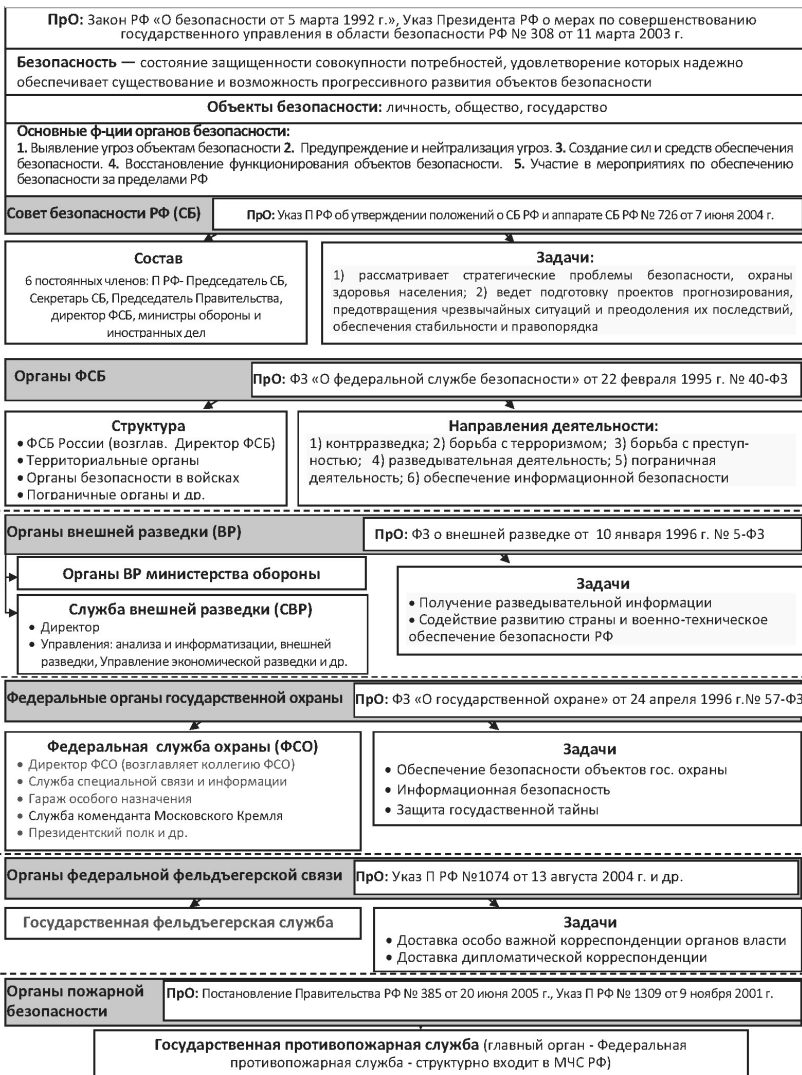 ПрО: Закон РФ «О безопасности от 5 марта 1992 г.», Указ Президента РФ о мерах по совершенствованию
государственного управления в области безопасности РФ № 308 от 11 марта 2003 г.
Безопасность — состояние защищенности совокупности потребностей, удовлетворение которых надежно
обеспечивает существование и возможность прогрессивного развития объектов безопасности
Объекты безопасности: личность, общество, государство
Основные ф-ции органов безопасности:
1. Выявление угроз объектам безопасности 2. Предупреждение и нейтрализация угроз. 3. Создание сил и средств обеспечения
безопасности. 4. Восстановление функционирования объектов безопасности. 5. Участие в мероприятиях по обеспечению
безопасности за пределами РФ
Совет безопасности РФ (СБ)
ПрО: Указ П РФ об утверждении положений о СБ РФ и аппарате СБ РФ № 726 от 7 июня 2004 г.
Состав
6 постоянных членов: П РФ- Председатель СБ,
Секретарь СБ, Председатель Правительства,
директор ФСБ, министры обороны и
иностранных дел
Задачи:
1) рассматривает стратегические проблемы безопасности, охраны
здоровья населения; 2) ведет подготовку проектов прогнозирования,
предотвращения чрезвычайных ситуаций и преодоления их последствий,
обеспечения стабильности и правопорядка
Органы ФСБ
ПрО: ФЗ «О федеральной службе безопасности» от 22 февраля 1995 г. № 40-ФЗ
Структура
• ФСБ России (возглав. Директор ФСБ)
• Территориальные органы
• Органы безопасности в войсках
• Пограничные органы и др.
Направления деятельности:
1) контрразведка; 2) борьба с терроризмом; 3) борьба с преступ-
ностью; 4) разведывательная деятельность; 5) пограничная
деятельность; 6) обеспечение информационной безопасности
Органы внешней разведки (ВР)
ПрО: ФЗ о внешней разведке от 10 января 1996 г. № 5-ФЗ
Органы ВР министерства обороны
Служба внешней разведки (СВР)
• Директор
• Управления: анализа и информатизации, внешней
разведки, Управление экономической разведки и др.
Задачи
• Получение разведывательной информации
• Содействие развитию страны и военно-техническое
обеспечение безопасности РФ
Федеральные органы государственной охраны
ПрО: ФЗ «О государственной охране» от 24 апреля 1996 г.№ 57-ФЗ
Федеральная служба охраны (ФСО)
• Директор ФСО (возглавляет коллегию ФСО)
• Служба специальной связи и информации
• Гараж особого назначения
• Служба коменданта Московского Кремля
• Президентский полк и др.
Задачи
• Обеспечение безопасности объектов гос. охраны
• Информационная безопасность
• Защита государственной тайны
Органы федеральной фельдъегерской связи
ПрО: Указ П РФ №1074 от 13 августа 2004 г. и др.
Государственная фельдъегерская служба
Задачи
• Доставка особо важной корреспонденции органов власти
• Доставка дипломатической корреспонденции
Органы пожарной
безопасности
ПрО: Постановление Правительства РФ № 385 от 20 июня 2005 г., Указ П РФ № 1309 от 9 ноября 2001 г.
Государственная противопожарная служба (главный орган - Федеральная
противопожарная служба - структурно входит в МЧС РФ)